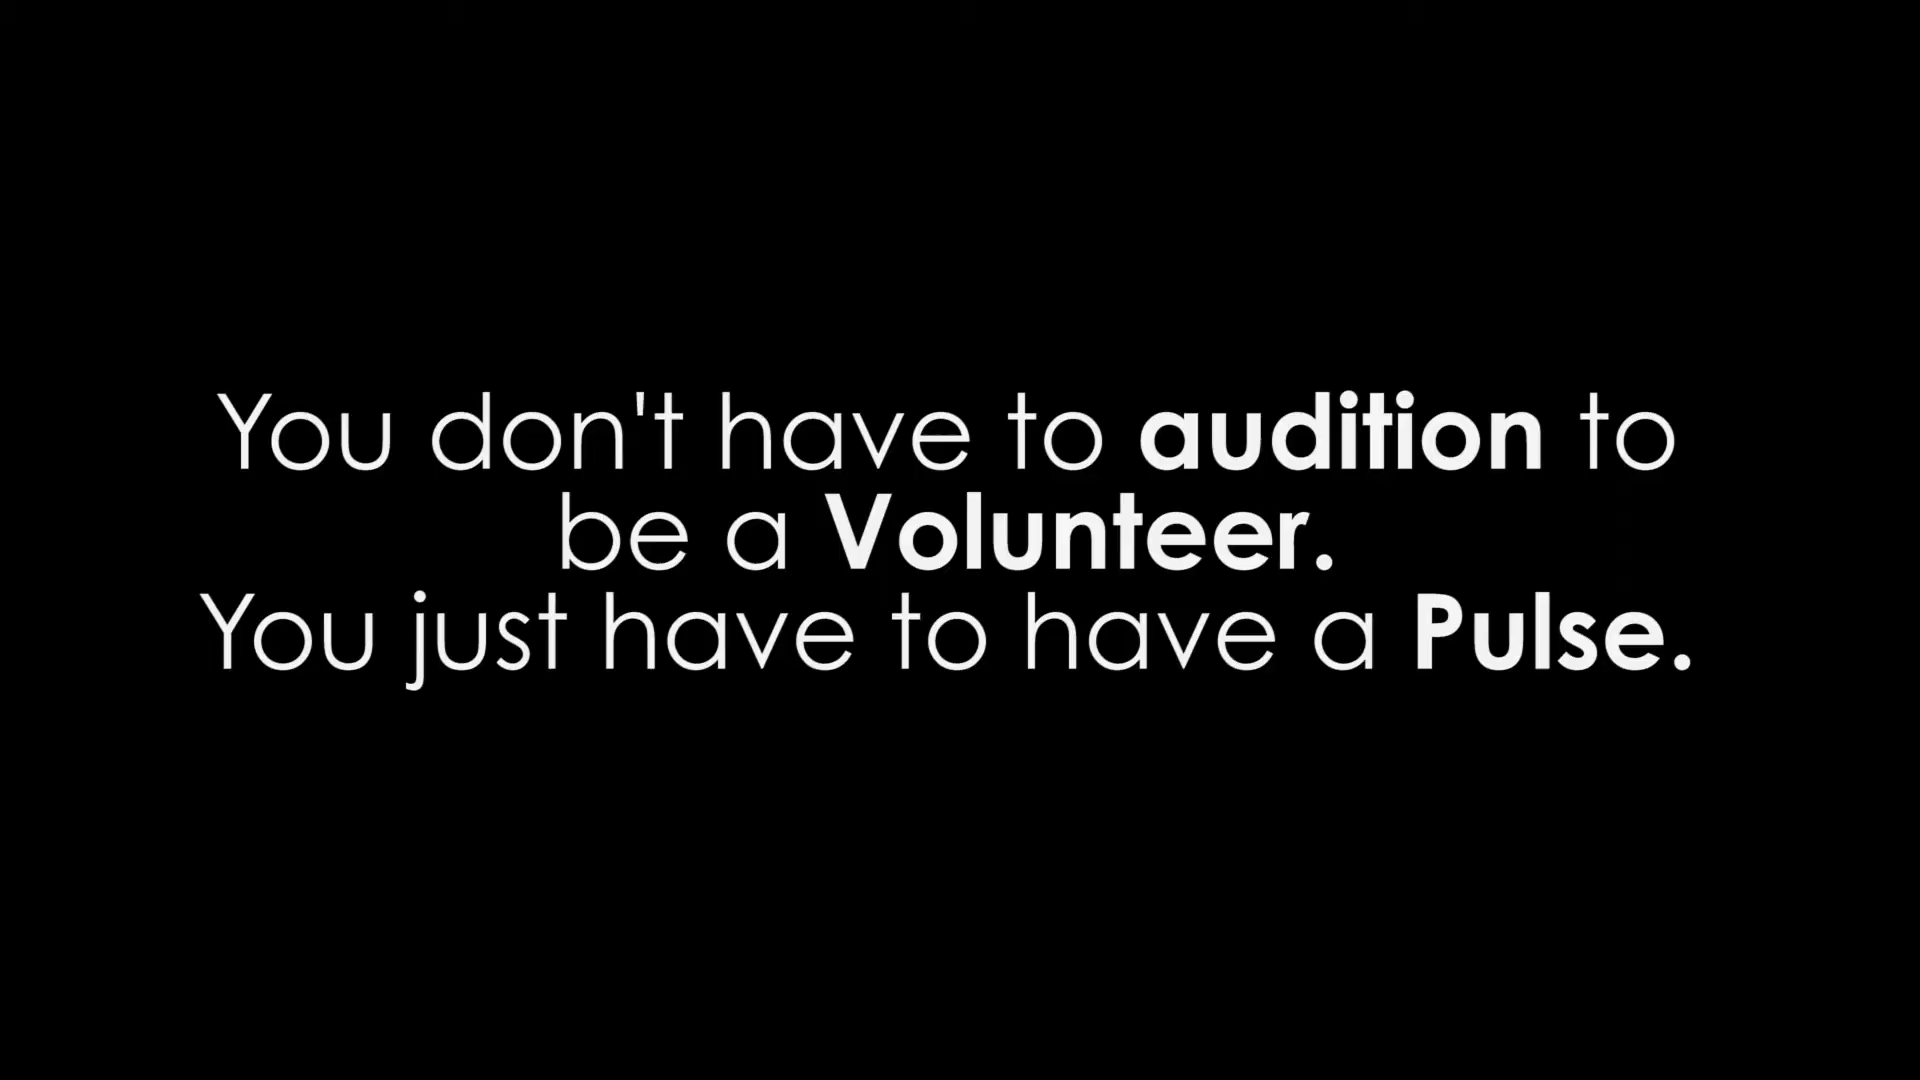 You don't have to audition to
be a Volunteer.
You just have to have a Pulse.